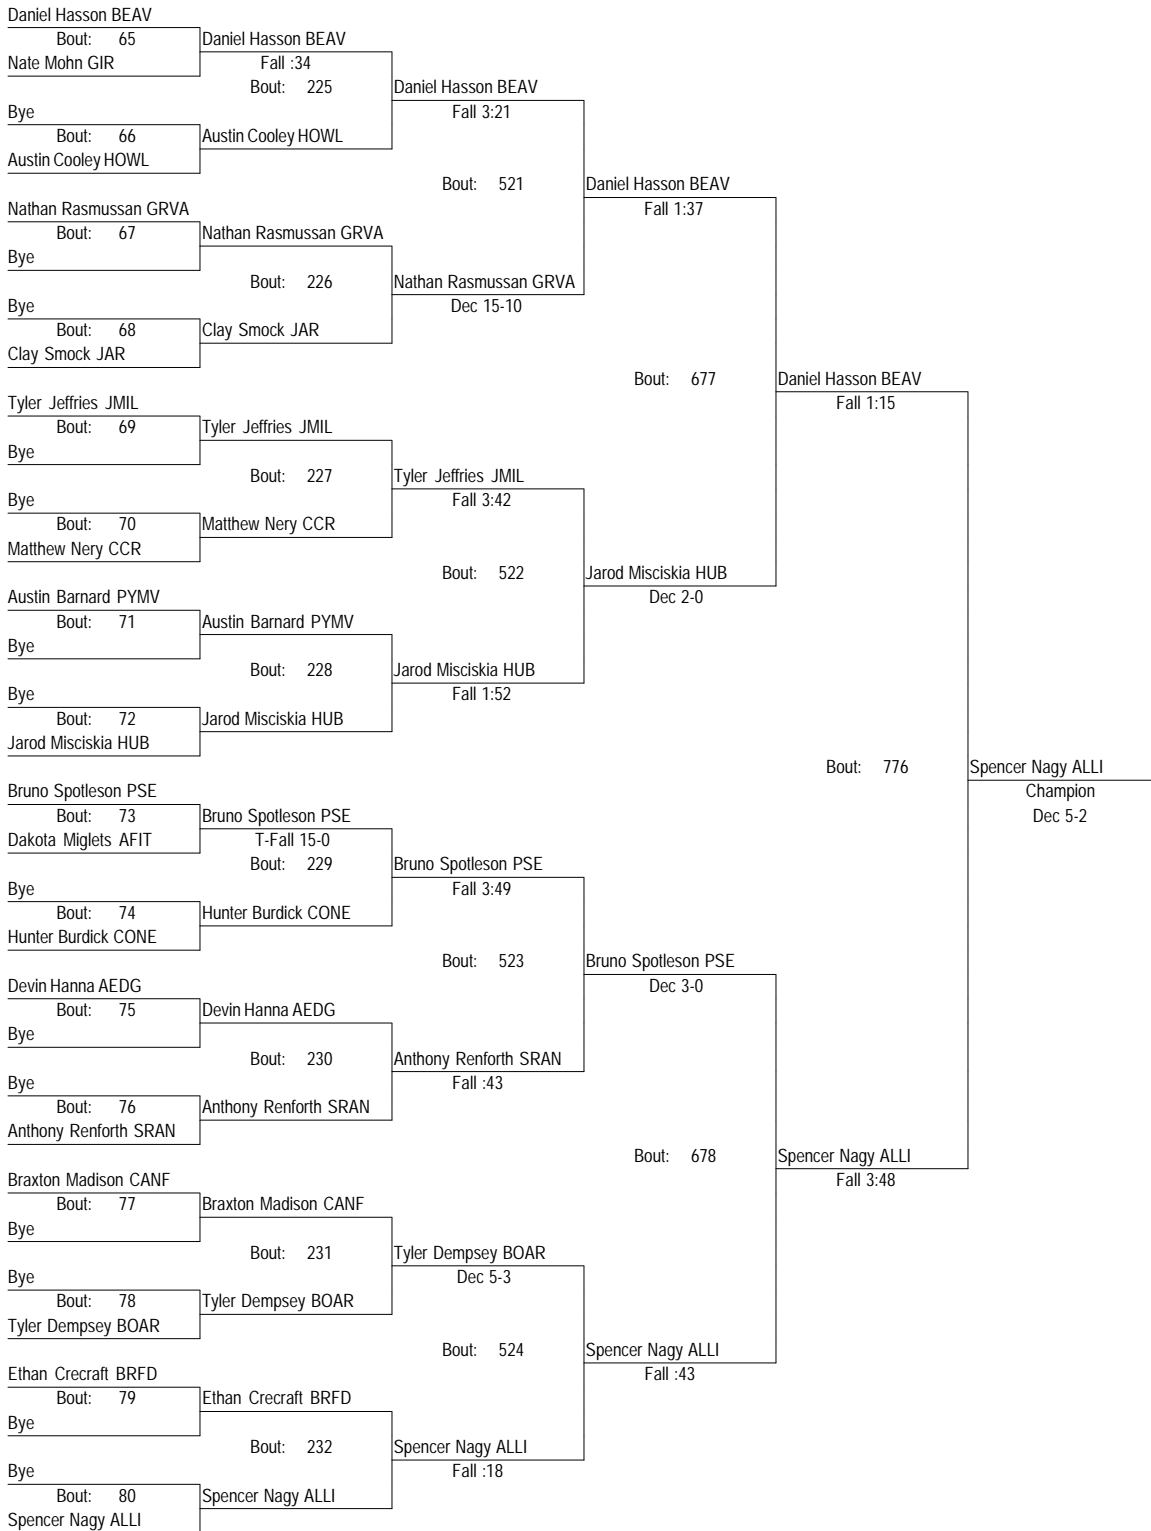 Daniel Hasson BEAV
Bout: 65
Daniel Hasson BEAV
Nate Mohn GIR
Fall :34
Bout: 225
Daniel Hasson BEAV
Bye
Fall 3:21
Bout: 66
Austin Cooley HOWL
Austin Cooley HOWL
Bout: 521
Daniel Hasson BEAV
Nathan Rasmussan GRVA
Fall 1:37
Bout: 67
Nathan Rasmussan GRVA
Bye
Bout: 226
Nathan Rasmussan GRVA
Bye
Dec 15-10
Bout: 68
Clay Smock JAR
Clay Smock JAR
Bout: 677
Daniel Hasson BEAV
Tyler Jeffries JMIL
Fall 1:15
Bout: 69
Tyler Jeffries JMIL
Bye
Bout: 227
Tyler Jeffries JMIL
Bye
Fall 3:42
Bout: 70
Matthew Nery CCR
Matthew Nery CCR
Bout: 522
Jarod Misciskia HUB
Austin Barnard PYMV
Dec 2-0
Bout: 71
Austin Barnard PYMV
Bye
Bout: 228
Jarod Misciskia HUB
Bye
Fall 1:52
Bout: 72
Jarod Misciskia HUB
Jarod Misciskia HUB
Bout: 776
Spencer Nagy ALLI
Bruno Spotleson PSE
Champion
Bout: 73
Bruno Spotleson PSE
Dec 5-2
Dakota Miglets AFIT
T-Fall 15-0
Bout: 229
Bruno Spotleson PSE
Bye
Fall 3:49
Bout: 74
Hunter Burdick CONE
Hunter Burdick CONE
Bout: 523
Bruno Spotleson PSE
Devin Hanna AEDG
Dec 3-0
Bout: 75
Devin Hanna AEDG
Bye
Bout: 230
Anthony Renforth SRAN
Bye
Fall :43
Bout: 76
Anthony Renforth SRAN
Anthony Renforth SRAN
Bout: 678
Spencer Nagy ALLI
Braxton Madison CANF
Fall 3:48
Bout: 77
Braxton Madison CANF
Bye
Bout: 231
Tyler Dempsey BOAR
Bye
Dec 5-3
Bout: 78
Tyler Dempsey BOAR
Tyler Dempsey BOAR
Bout: 524
Spencer Nagy ALLI
Ethan Crecraft BRFD
Fall :43
Bout: 79
Ethan Crecraft BRFD
Bye
Bout: 232
Spencer Nagy ALLI
Bye
Fall :18
Bout: 80
Spencer Nagy ALLI
Spencer Nagy ALLI